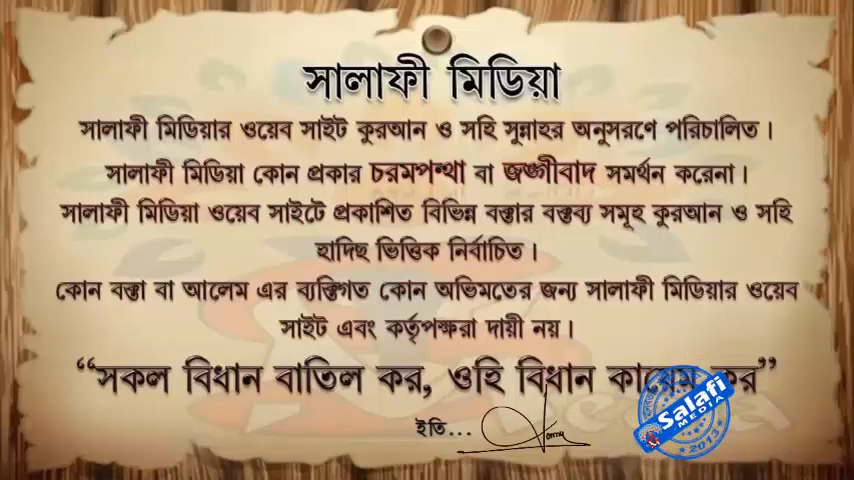 সালাফী মিডিয়া
সালাফী মিডিয়ার ওয়েব সাইট কুরআন ও সহি সুন্নাহর অনুসরণে পরিচালিত।
সালাফী মিডিয়া কোন প্রকার চরমপন্থা বা জঙ্গীবাদ সমর্থন করেনা।
সালাফী মিডিয়া ওয়েব সাইটে প্রকাশিত বিভিন্ন বক্তার বক্তব্য সমূহ কুরআন ও সহি
হাদিছ ভিত্তিক নির্বাচিত।
কোন বক্তা বা আলেম এর ব্যক্তিগত কোন অভিমতের জন্য সালাফী মিডিয়ার ওয়েব
সাইট এবং কর্তৃপক্ষরা দায়ী নয়।
“সকল বিধান বাতিল কর, ওহি বিধান কায়েম কর”
ইতি...
Salafi
MEDIA
2013